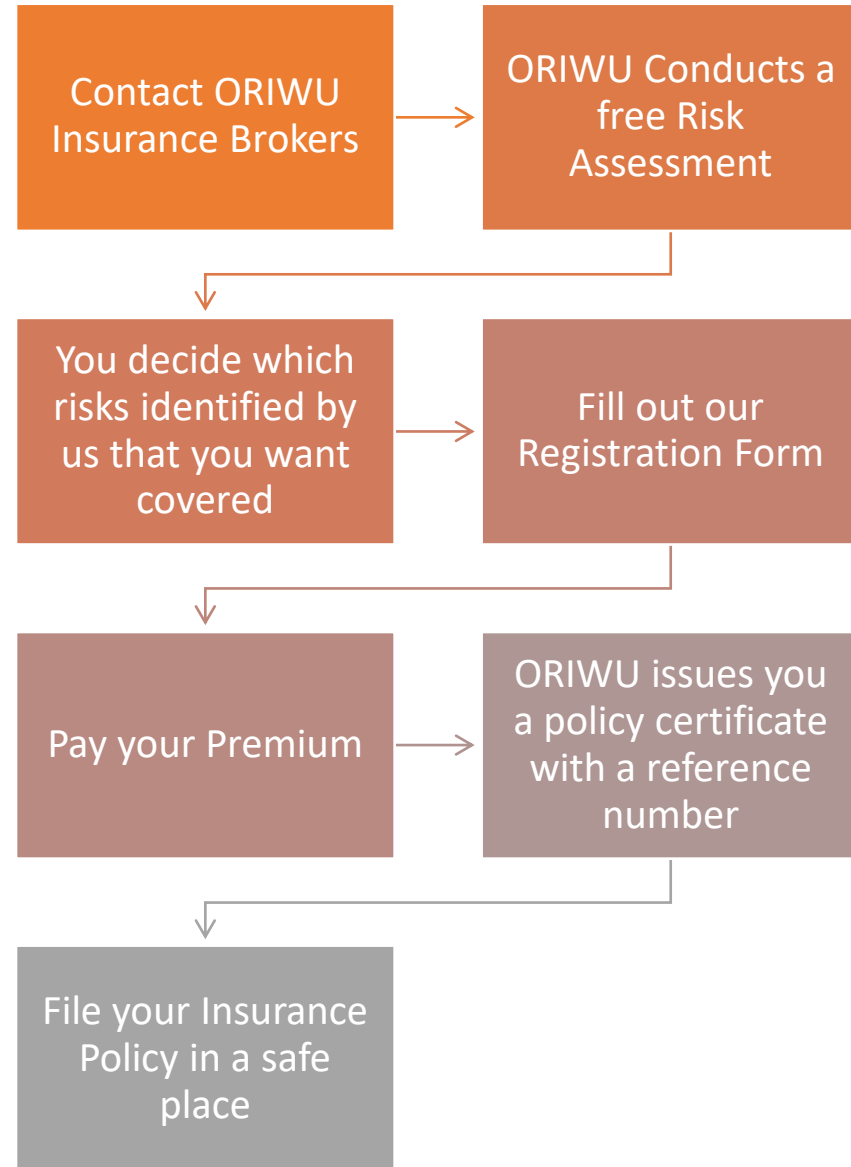 Contact ORIWU
Insurance Brokers
ORIWU Conducts a
free Risk
Assessment
You decide which
risks identified by
us that you want
covered
Fill out our
Registration Form
Pay your Premium
ORIWU issues you
a policy certificate
with a reference
number
File your Insurance
Policy in a safe
place